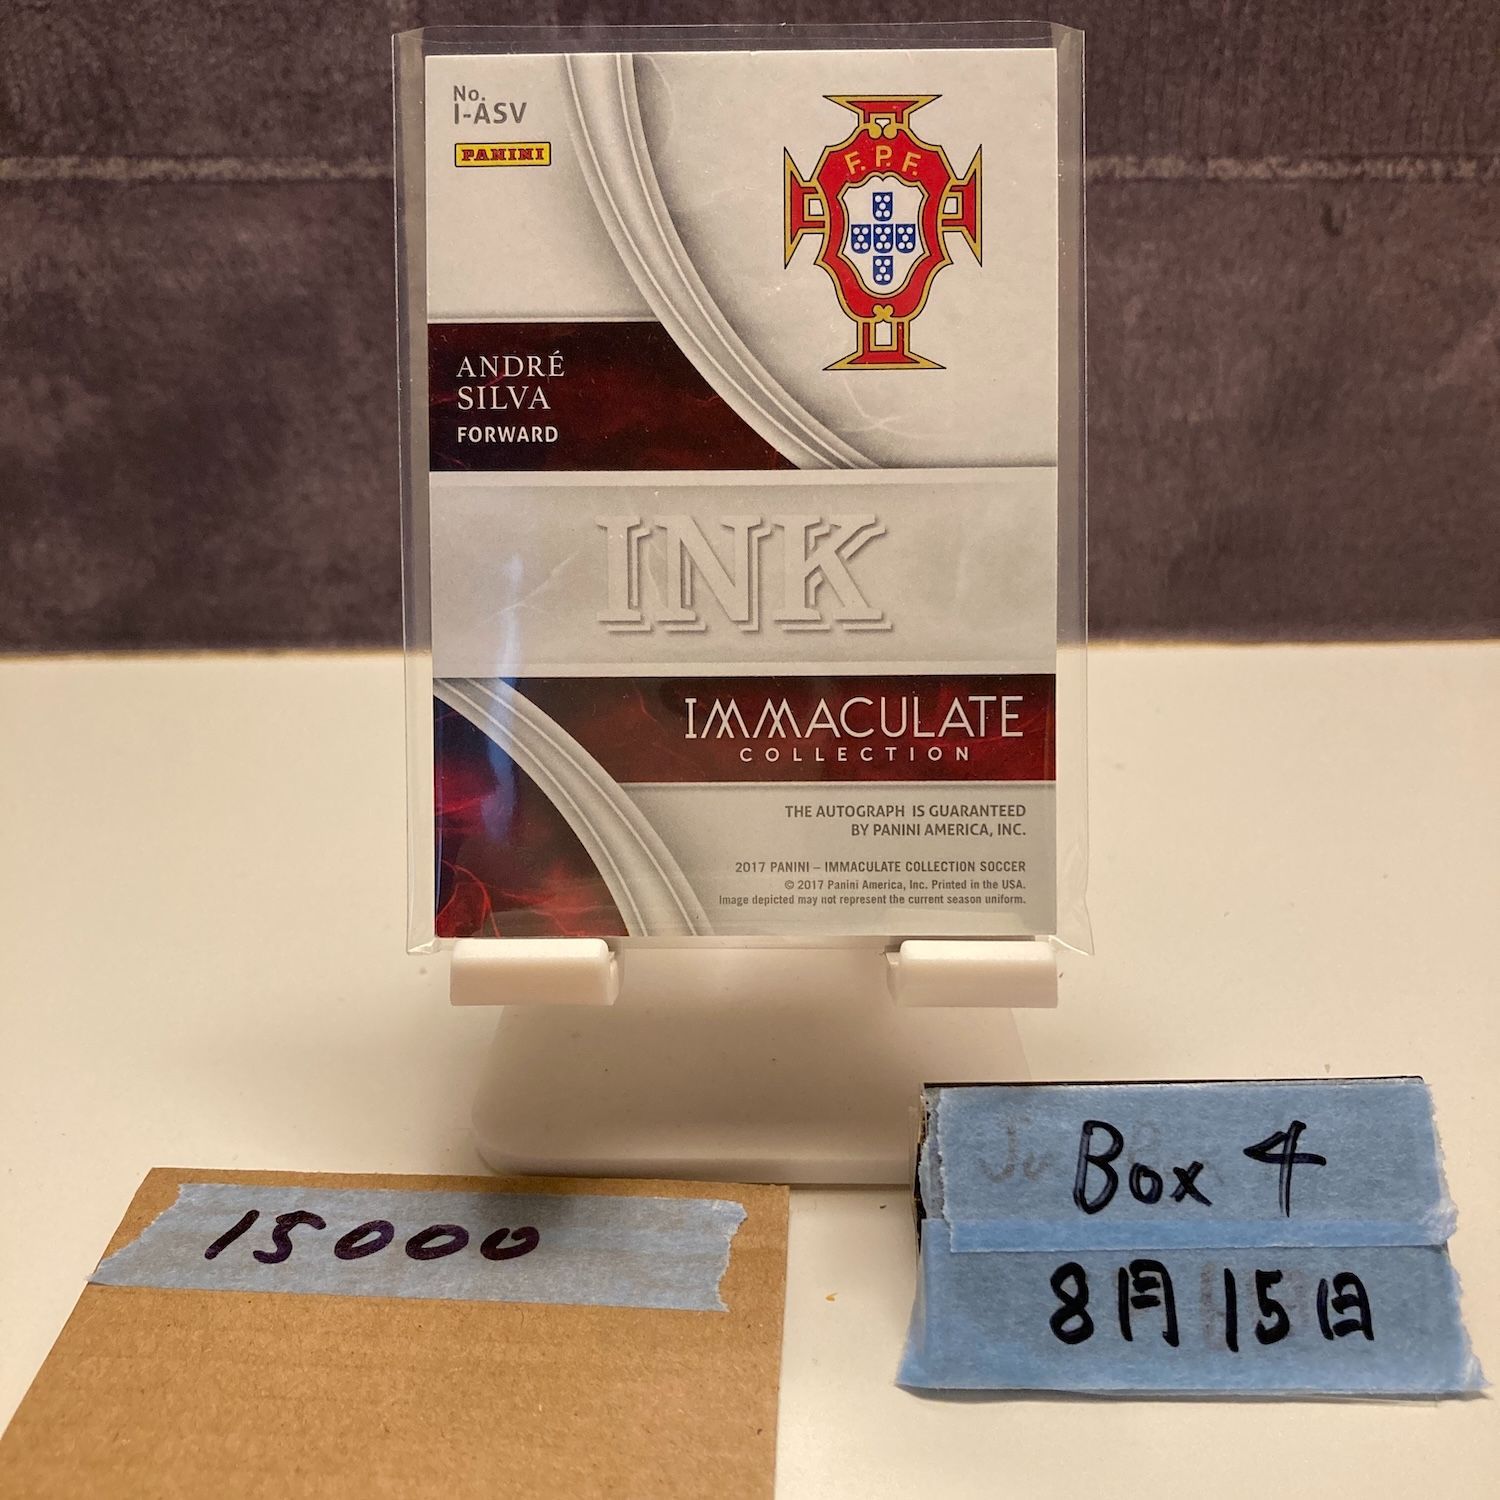 No.
I-ASV
PANINI
F.P.F.
ANDRÉ
SILVA
FORWARD
INK
IMMACULATE
COLLECTION
THE AUTOGRAPH IS GUARANTEED
BY PANINI AMERICA, INC.
2017 PANINI – IMMACULATE COLLECTION SOCCER
© 2017 Panini America, Inc. Printed in the USA.
Image depicted may not represent the current season uniform.
15000
Box 4
8月15日